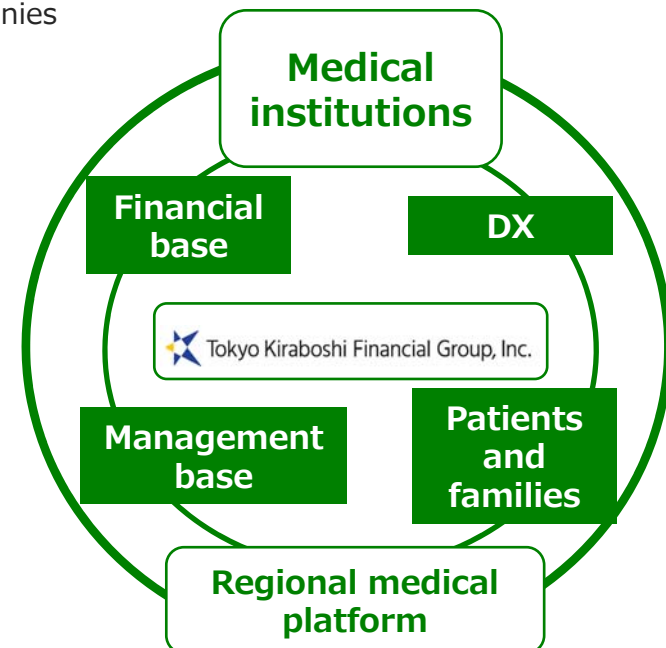 nies
Medical
institutions
Financial
base
DX
Tokyo Kiraboshi Financial Group, Inc.
Management
base
Patients
and
families
Regional medical
platform